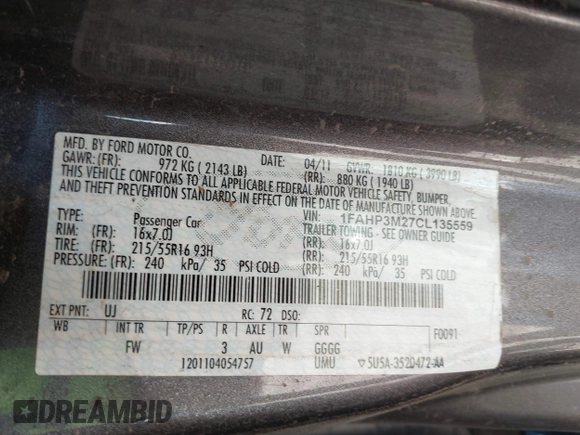 MFD. BY FORD MOTOR CO.
DATE: 04/11 GVWR: 1810 KG ( 3990 LB)
GAWR: (FR) 972 KG ( 2143 LB) (RR): 880 KG ( 1940 LB)
THIS VEHICLE CONFORMS TO ALL APPLICABLE FEDERAL MOTOR VEHICLE SAFETY, BUMPER,
AND THEFT PREVENTION STANDARDS IN EFFECT ON THE DATE OF MANUFACTURE SHOWN ABOVE.
VIN: 1FAHP3M27CL135559
TYPE: Passenger Car TRAILER TOWING - SEE OWNER GUIDE
RIM: (FR) 16x7.0J (RR): 16x7.0J
TIRE: (FR) 215/55R16 93H (RR): 215/55R16 93H
PRESSURE: (FR) 240 kPa/ 35 PSI COLD (RR): 240 kPa/ 35 PSI COLD
EXT PNT: UJ RC: 72 DSO: F0091
WB INT TR TP/PS R AXLE TR SPR
FW 3 AU W GGGG
1201104054757 UMU ▽5U5A-3520472-AA
DREAMBID